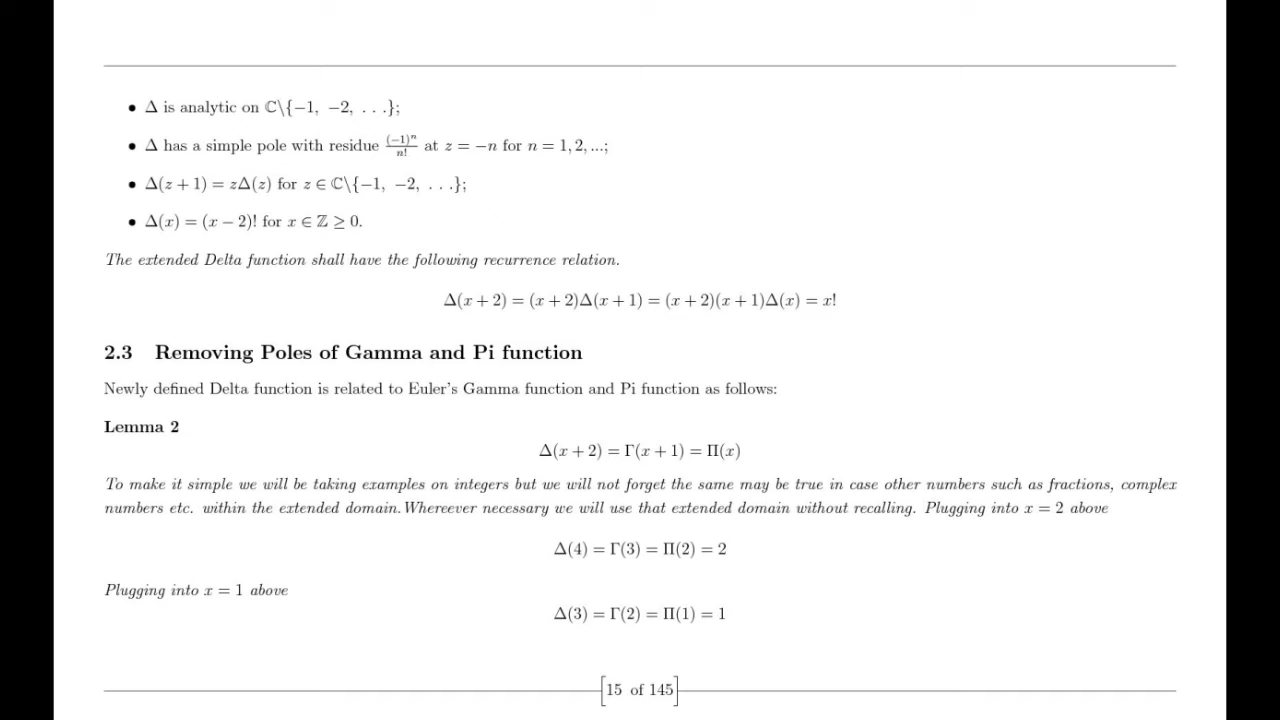 • Δ is analytic on ℂ\{−1, −2, . . .};
• Δ has a simple pole with residue (−1)ⁿ/n! at z = −n for n = 1, 2, ...;
• Δ(z + 1) = zΔ(z) for z ∈ ℂ\{−1, −2, . . .};
• Δ(x) = (x − 2)! for x ∈ ℤ ≥ 0.
The extended Delta function shall have the following recurrence relation.
Δ(x + 2) = (x + 2)Δ(x + 1) = (x + 2)(x + 1)Δ(x) = x!
2.3 Removing Poles of Gamma and Pi function
Newly defined Delta function is related to Euler's Gamma function and Pi function as follows:
Lemma 2
Δ(x + 2) = Γ(x + 1) = Π(x)
To make it simple we will be taking examples on integers but we will not forget the same may be true in case other numbers such as fractions, complex
numbers etc. within the extended domain.Whereever necessary we will use that extended domain without recalling. Plugging into x = 2 above
Δ(4) = Γ(3) = Π(2) = 2
Plugging into x = 1 above
Δ(3) = Γ(2) = Π(1) = 1
[15 of 145]